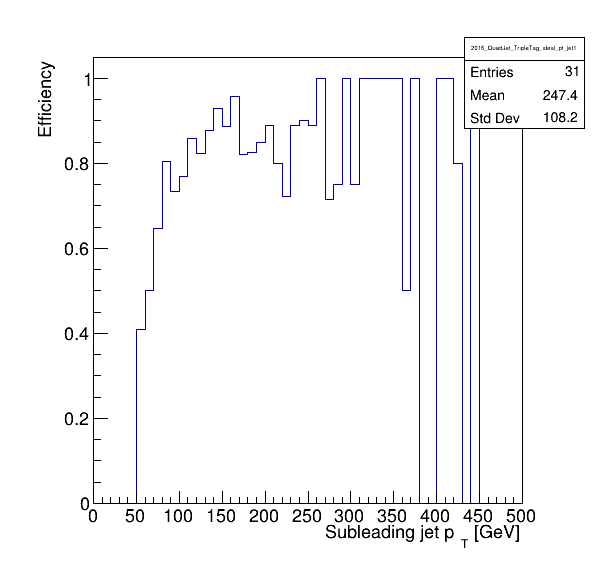 2016_QuadJet_TripleTag_ideal_pt_jet1
Entries 31
Mean 247.4
Std Dev 108.2
Efficiency
1
0.8
0.6
0.4
0.2
0
0 50 100 150 200 250 300 350 400 450 500
Subleading jet p T [GeV]